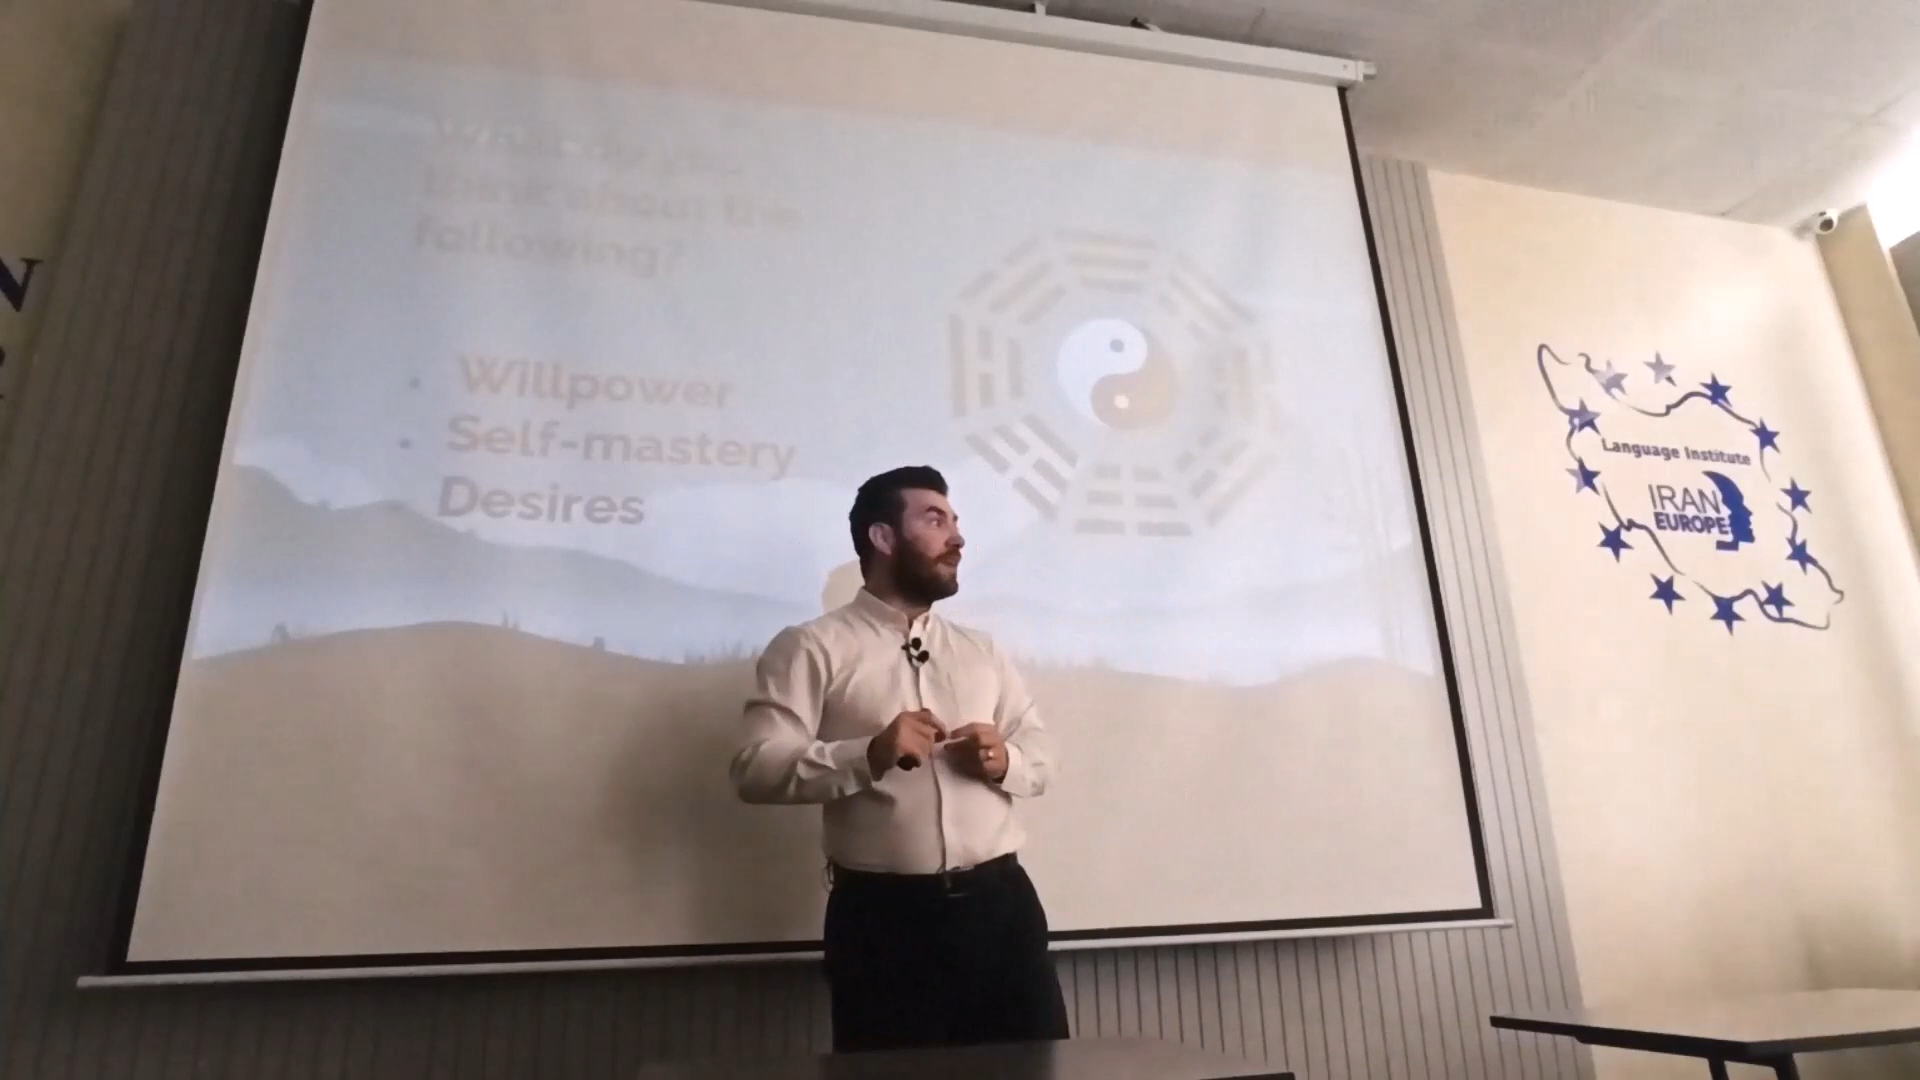 What do you
think about the
following?
• Willpower
• Self-mastery
Desires
Language Institute
IRAN
EUROPE
N